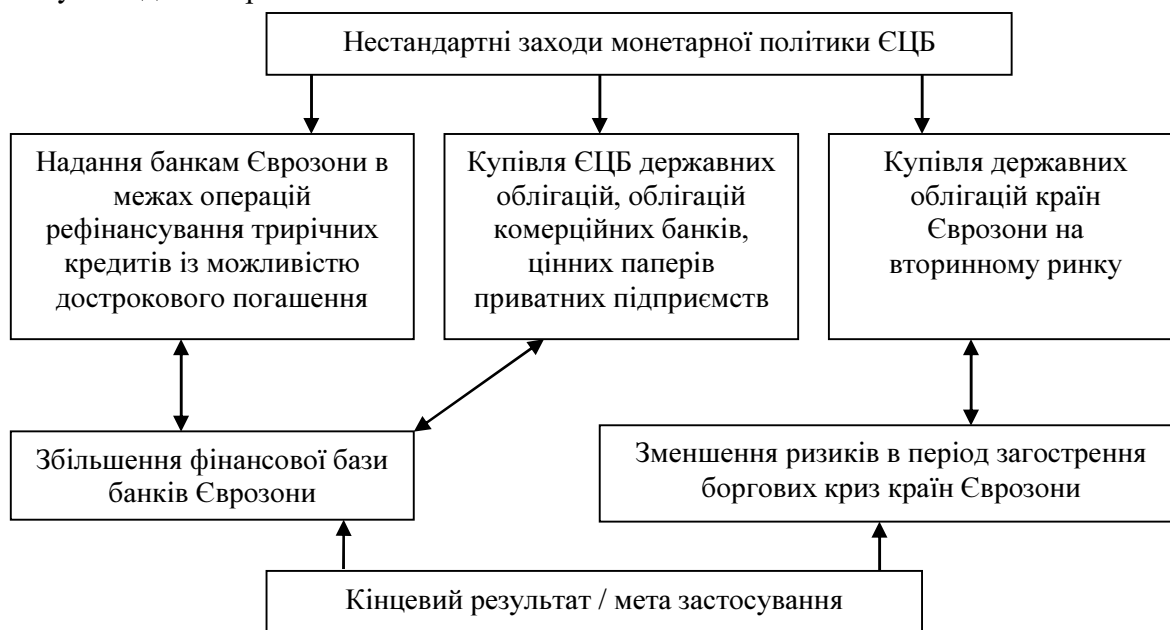 Нестандартні заходи монетарної політики ЄЦБ
Надання банкам Єврозони в
межах операцій
рефінансування трирічних
кредитів із можливістю
дострокового погашення
Купівля ЄЦБ державних
облігацій, облігацій
комерційних банків,
цінних паперів
приватних підприємств
Купівля державних
облігацій країн
Єврозони на
вторинному ринку
Збільшення фінансової бази
банків Єврозони
Зменшення ризиків в період загострення
боргових криз країн Єврозони
Кінцевий результат / мета застосування